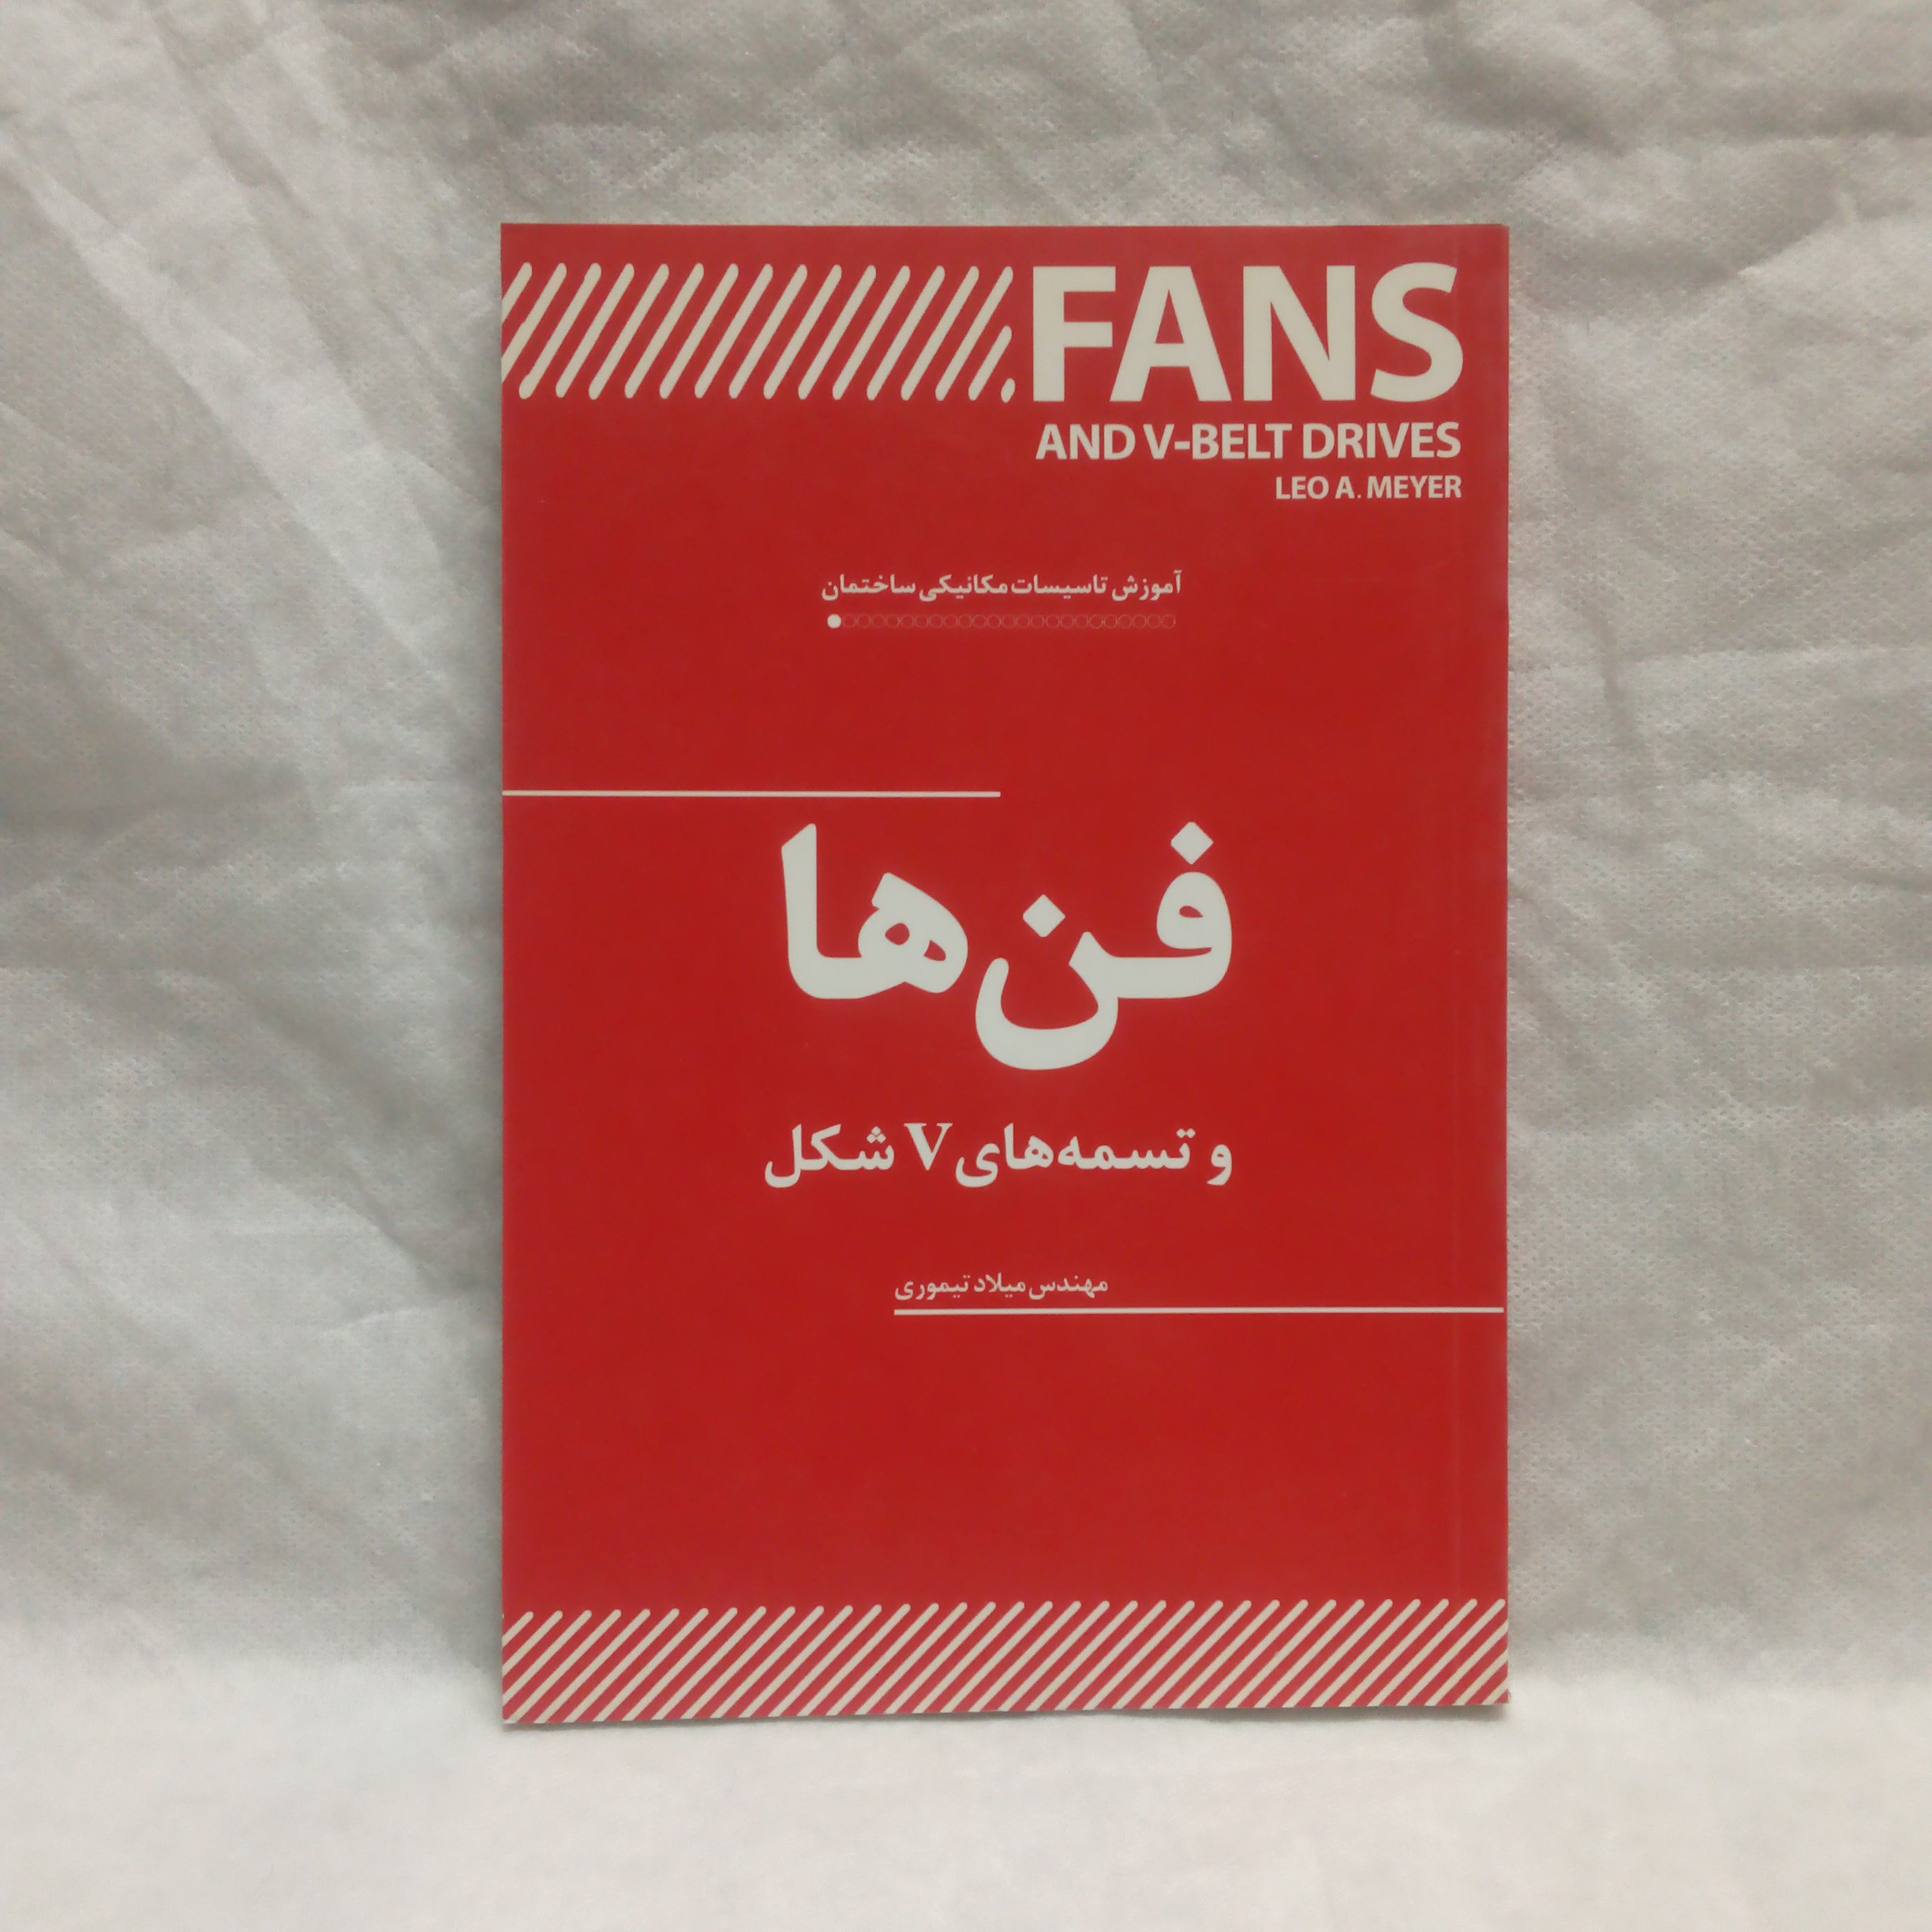 FANS
AND V-BELT DRIVES
LEO A. MEYER
آموزش تاسیسات مکانیکی ساختمان
فن‌ها
و تسمه‌های V شکل
مهندس میلاد تیموری